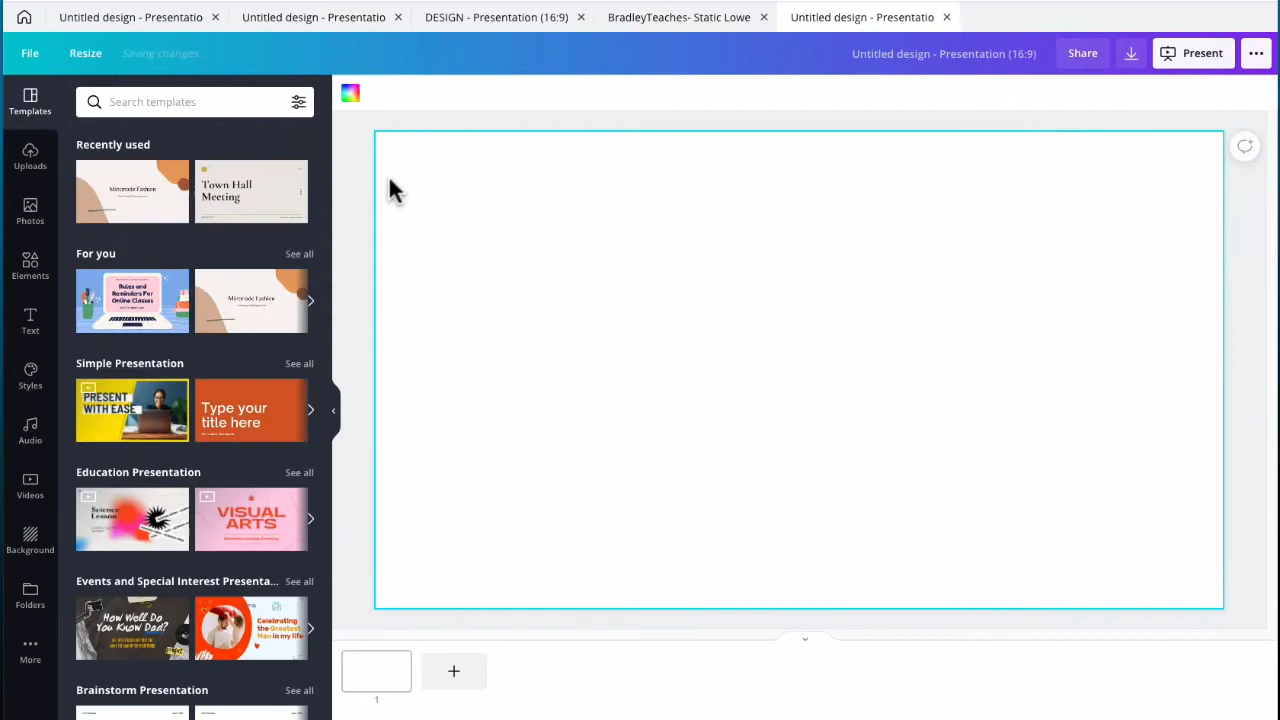 Untitled design - Presentatio
Untitled design - Presentatio
DESIGN - Presentation (16:9)
BradleyTeaches- Static Lowe
Untitled design - Presentatio
File
Resize
Saving changes
Untitled design - Presentation (16:9)
Share
Present
Templates
Uploads
Photos
Elements
Text
Styles
Audio
Videos
Background
Folders
More
Search templates
Recently used
Mintmade Fashion
Town Hall
Meeting
For you
See all
Rules and
Reminders For
Online Classes
Mintmade Fashion
Simple Presentation
See all
PRESENT
WITH EASE
Type your
title here
Education Presentation
See all
Science
Lesson
VISUAL
ARTS
Events and Special Interest Presenta...
See all
How Well Do
You Know Dad?
Celebrating
the Greatest
Man in my life
Brainstorm Presentation
See all
1